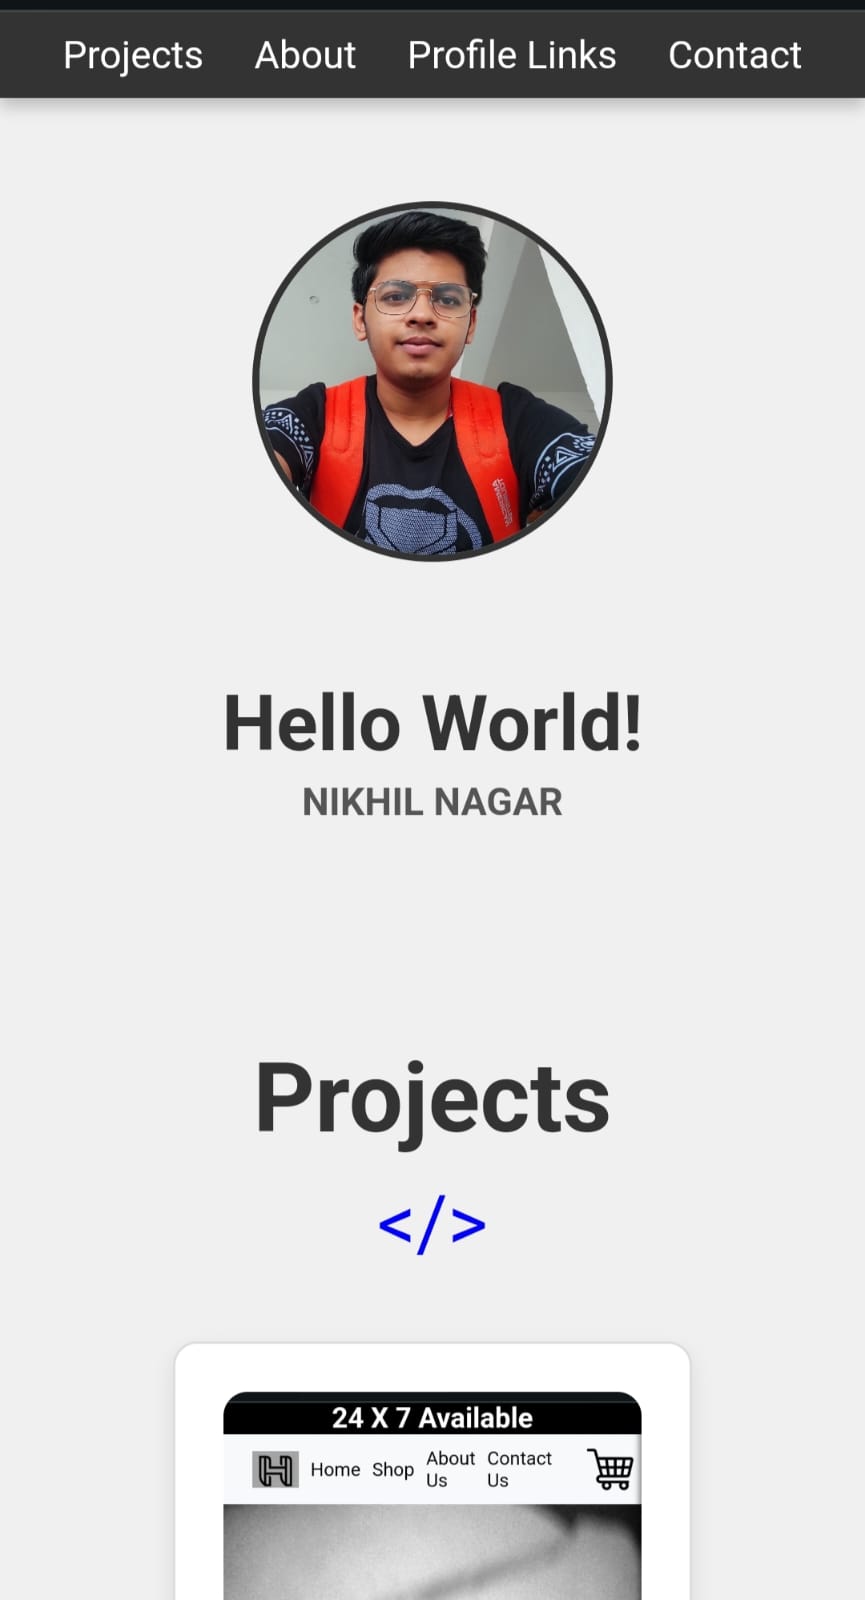 Projects About Profile Links Contact
Hello World!
NIKHIL NAGAR
Projects
</>
24 X 7 Available
Home Shop About Us Contact Us